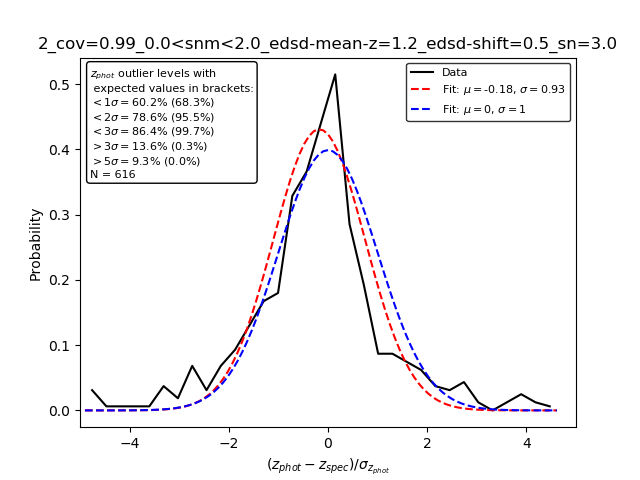 2_cov=0.99_0.0<snm<2.0_edsd-mean-z=1.2_edsd-shift=0.5_sn=3.0
z_phot outlier levels with
expected values in brackets:
<1σ=60.2% (68.3%)
<2σ=78.6% (95.5%)
<3σ=86.4% (99.7%)
>3σ=13.6% (0.3%)
>5σ=9.3% (0.0%)
N = 616
Data
Fit: μ=-0.18, σ=0.93
Fit: μ=0, σ=1
Probability
0.5
0.4
0.3
0.2
0.1
0.0
−4 −2 0 2 4
(z_phot − z_spec)/σ_z_phot